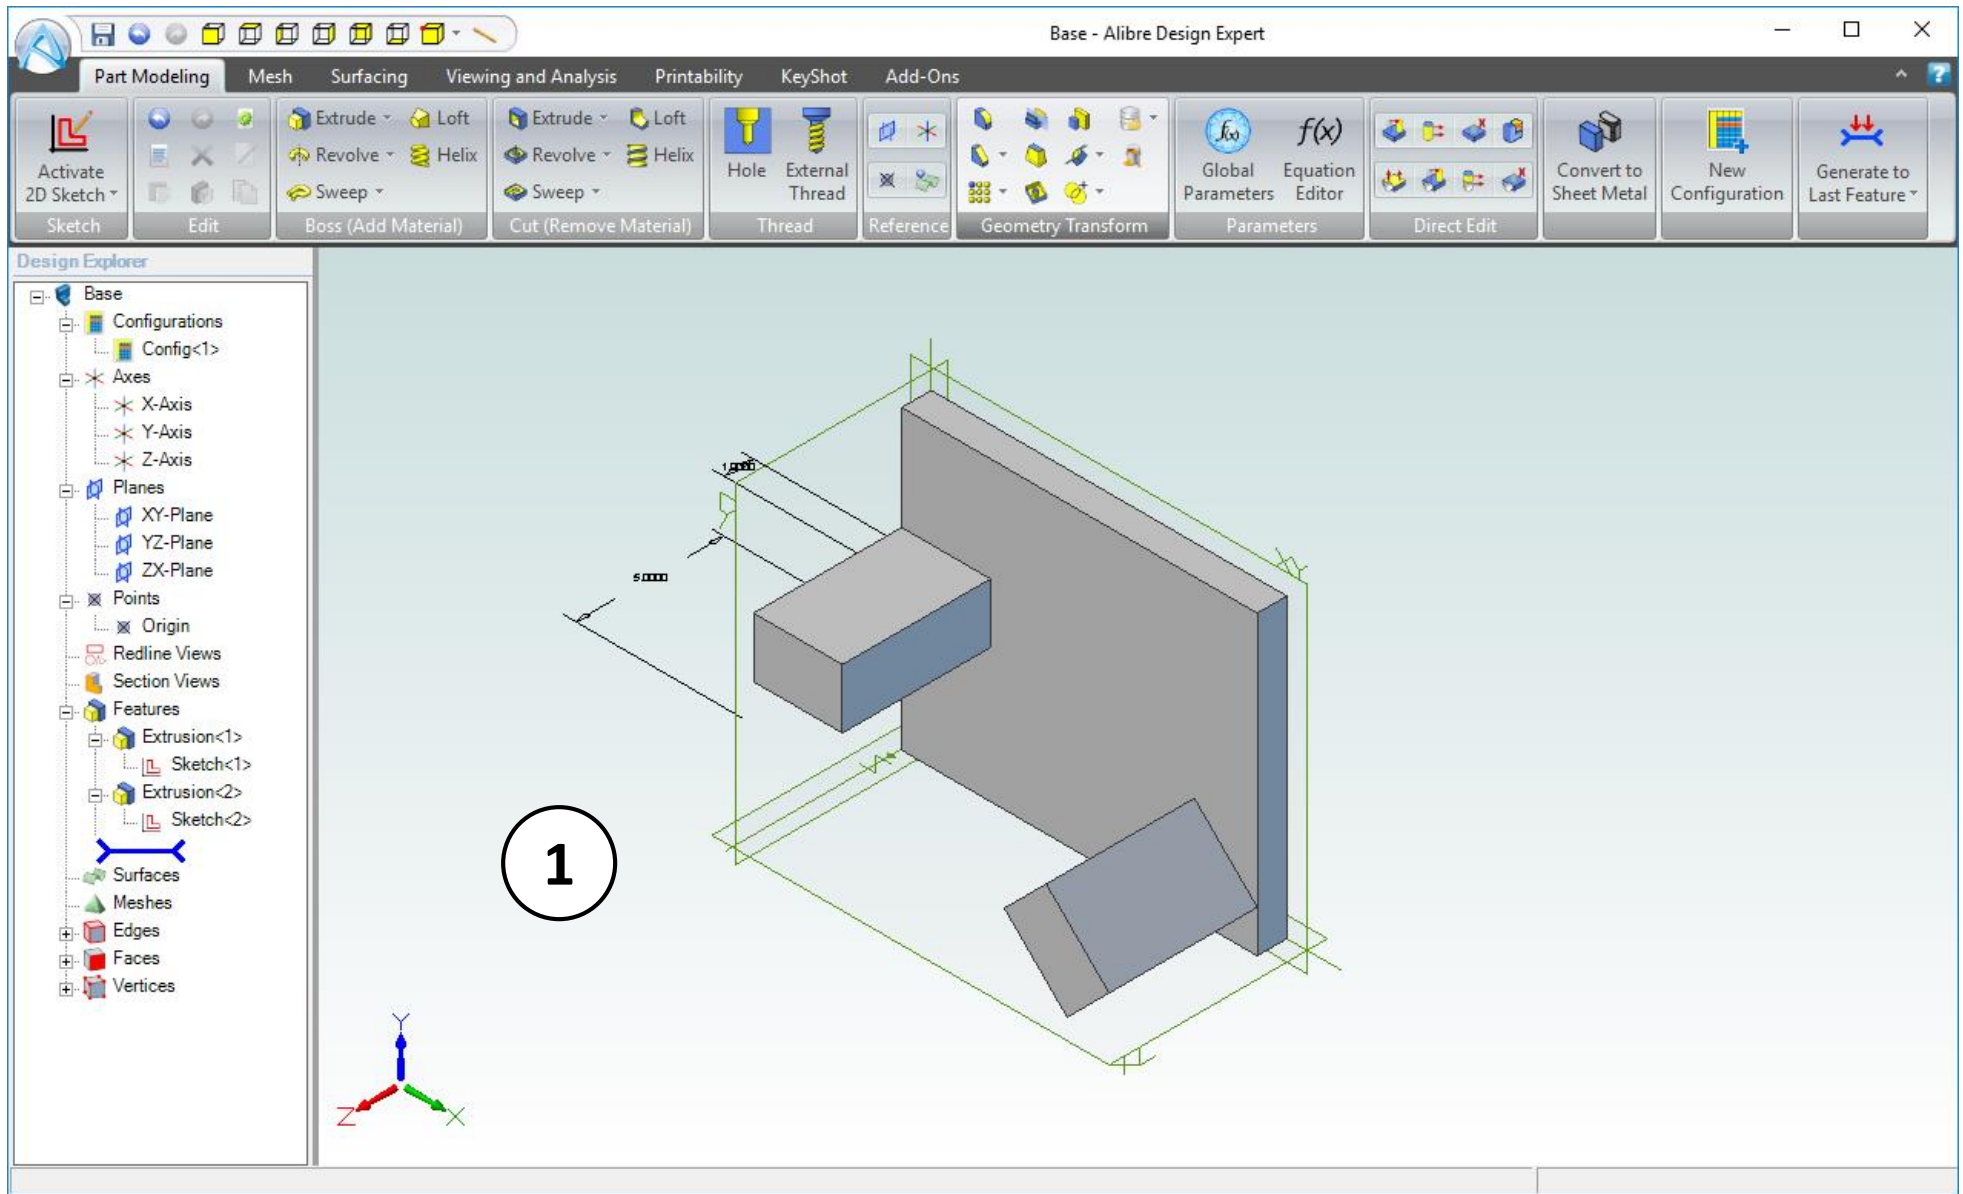 Base - Alibre Design Expert
Part Modeling Mesh Surfacing Viewing and Analysis Printability KeyShot Add-Ons
Activate
2D Sketch
Sketch
Edit
Extrude Loft
Revolve Helix
Sweep
Boss (Add Material)
Extrude Loft
Revolve Helix
Sweep
Cut (Remove Material)
Hole
External
Thread
Thread
Reference
Geometry Transform
Global
Parameters
f(x)
Equation
Editor
Parameters
Direct Edit
Convert to
Sheet Metal
New
Configuration
Generate to
Last Feature
Design Explorer
Base
Configurations
Config<1>
Axes
X-Axis
Y-Axis
Z-Axis
Planes
XY-Plane
YZ-Plane
ZX-Plane
Points
Origin
Redline Views
Section Views
Features
Extrusion<1>
Sketch<1>
Extrusion<2>
Sketch<2>
Surfaces
Meshes
Edges
Faces
Vertices
5.0000
1
Y
Z
X